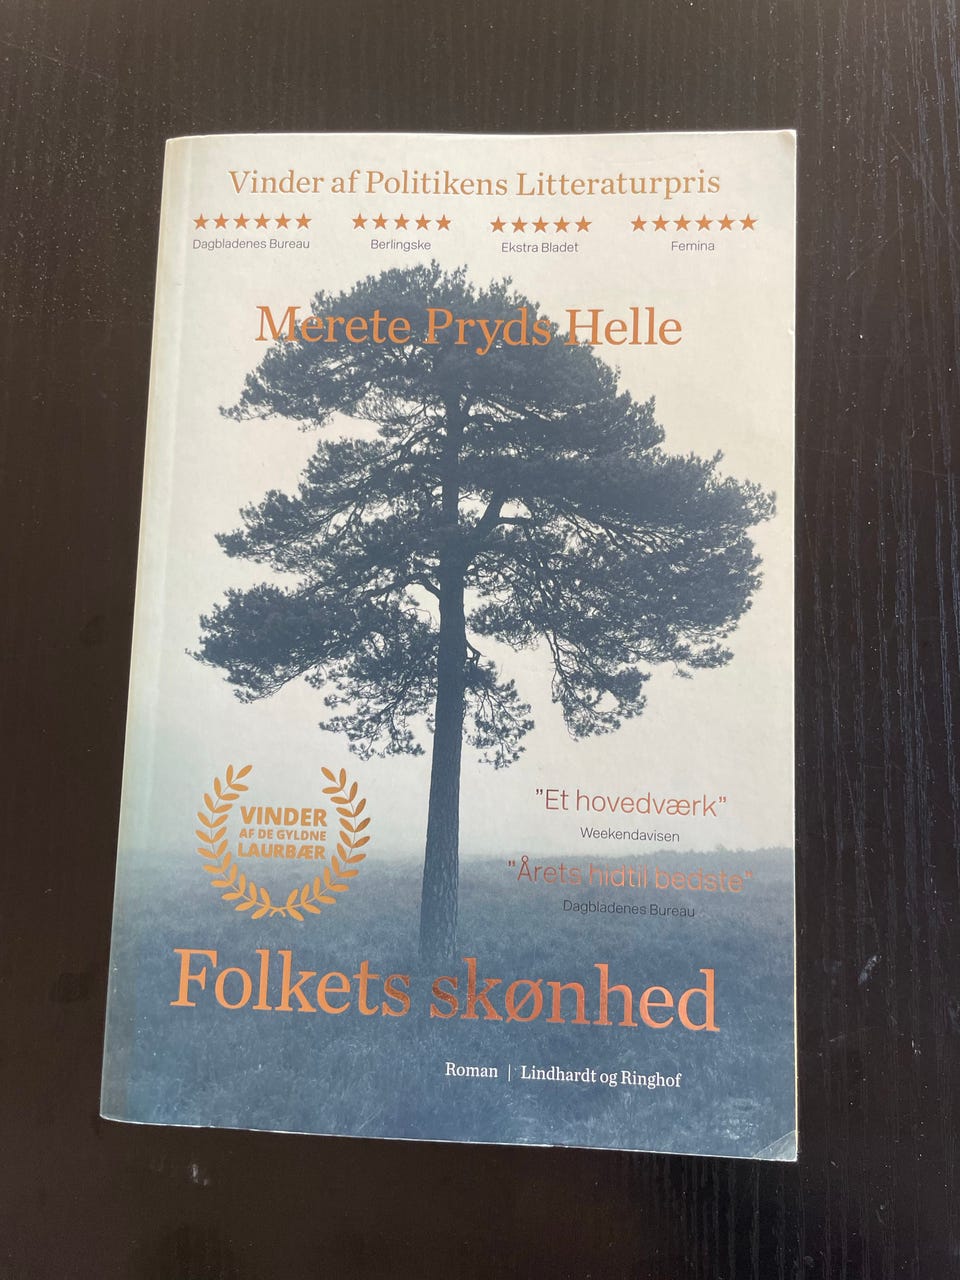 Vinder af Politikens Litteraturpris
Dagbladenes Bureau
Berlingske
Ekstra Bladet
Femina
Merete Pryds Helle
VINDER
AF DE GYLDNE
LAURBÆR
"Et hovedværk"
Weekendavisen
"Årets hidtil bedste"
Dagbladenes Bureau
Folkets skønhed
Roman | Lindhardt og Ringhof